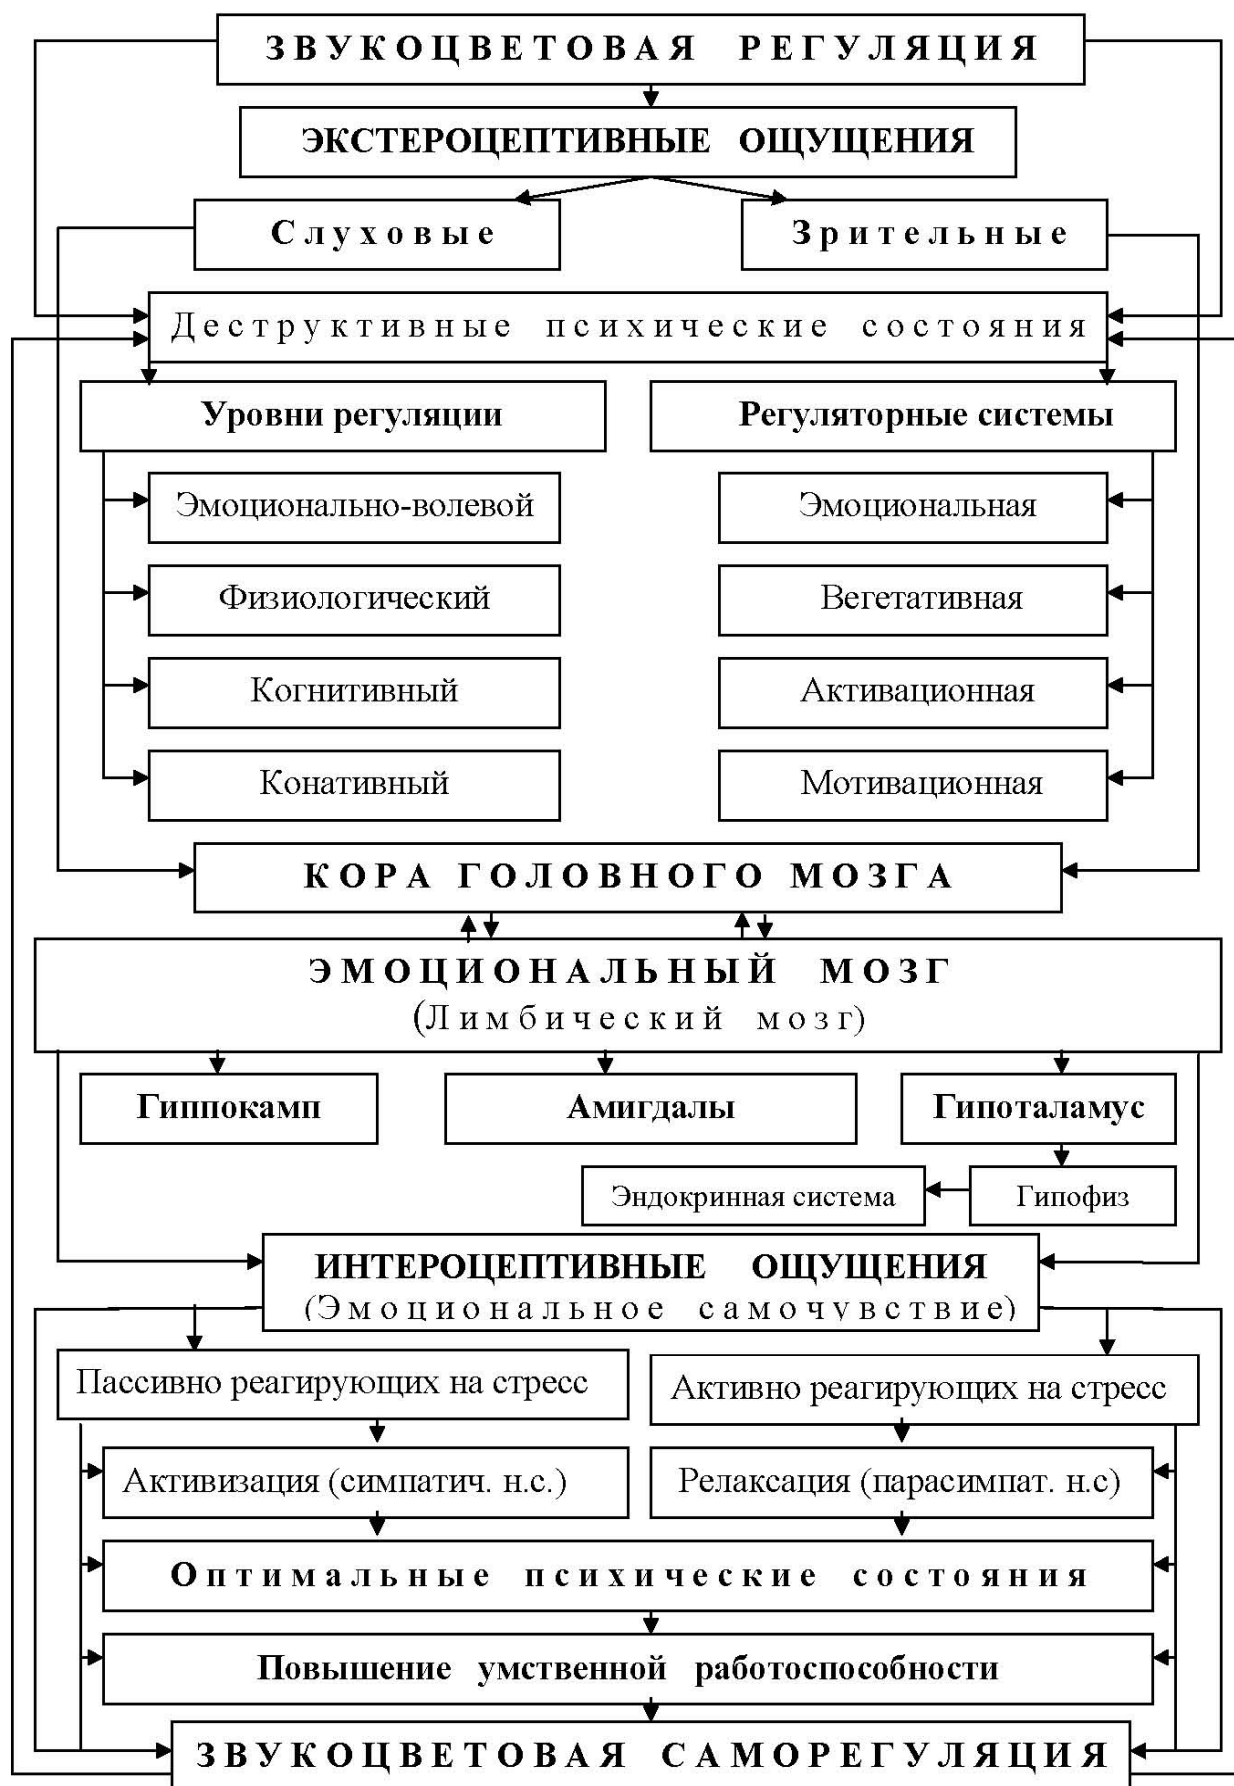 ЗВУКОЦВЕТОВАЯ РЕГУЛЯЦИЯ
ЭКСТЕРОЦЕПТИВНЫЕ ОЩУЩЕНИЯ
Слуховые
Зрительные
Деструктивные психические состояния
Уровни регуляции
Регуляторные системы
Эмоционально-волевой
Эмоциональная
Физиологический
Вегетативная
Когнитивный
Активационная
Конативный
Мотивационная
КОРА ГОЛОВНОГО МОЗГА
ЭМОЦИОНАЛЬНЫЙ МОЗГ
(Лимбический мозг)
Гиппокамп
Амигдалы
Гипоталамус
Эндокринная система
Гипофиз
ИНТЕРОЦЕПТИВНЫЕ ОЩУЩЕНИЯ
(Эмоциональное самочувствие)
Пассивно реагирующих на стресс
Активно реагирующих на стресс
Активизация (симпатич. н.с.)
Релаксация (парасимпат. н.с)
Оптимальные психические состояния
Повышение умственной работоспособности
ЗВУКОЦВЕТОВАЯ САМОРЕГУЛЯЦИЯ